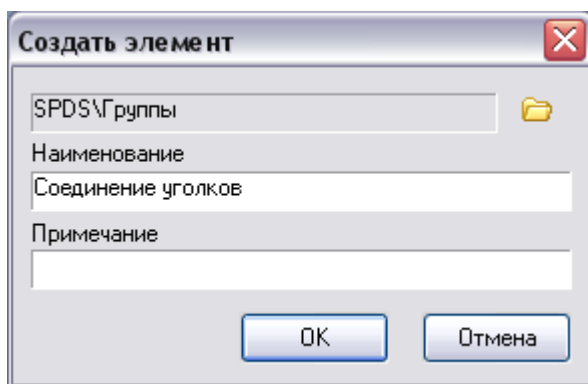 Создать элемент
SPDS\Группы
Наименование
Соединение уголков
Примечание
OK
Отмена